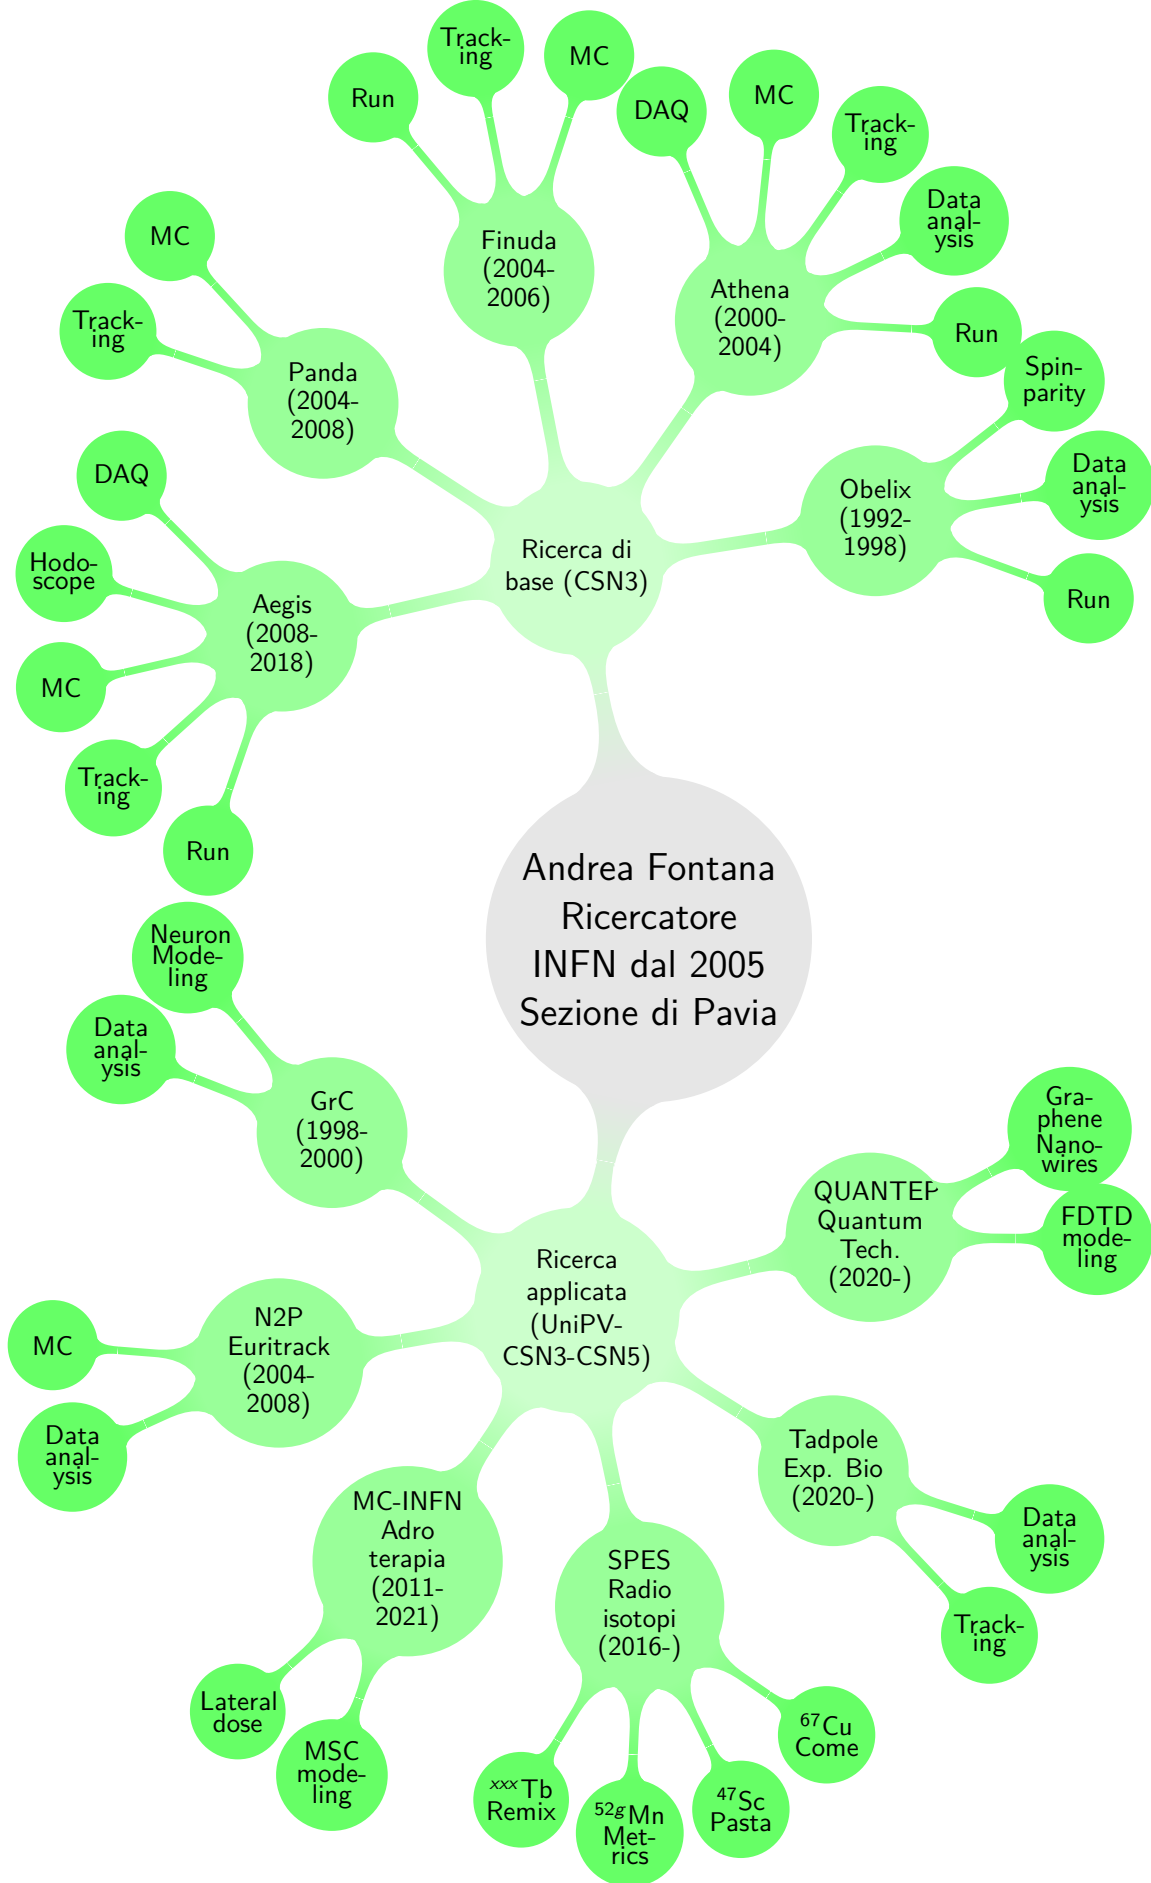 Track-
ing
MC
Run
DAQ
MC
Track-
ing
Data
anal-
ysis
Run
Finuda
(2004-
2006)
Athena
(2000-
2004)
MC
Track-
ing
Panda
(2004-
2008)
Spin-
parity
Data
anal-
ysis
Run
Obelix
(1992-
1998)
DAQ
Hodo-
scope
MC
Track-
ing
Run
Aegis
(2008-
2018)
Ricerca di
base (CSN3)
Andrea Fontana
Ricercatore
INFN dal 2005
Sezione di Pavia
Neuron
Mode-
ling
Data
anal-
ysis
GrC
(1998-
2000)
Gra-
phene
Nano-
wires
FDTD
mode-
ling
QUANTEP
Quantum
Tech.
(2020-)
Ricerca
applicata
(UniPV-
CSN3-CSN5)
MC
Data
anal-
ysis
N2P
Euritrack
(2004-
2008)
Tadpole
Exp. Bio
(2020-)
Data
anal-
ysis
Track-
ing
MC-INFN
Adro
terapia
(2011-
2021)
Lateral
dose
MSC
mode-
ling
SPES
Radio
isotopi
(2016-)
xxxTb
Remix
52gMn
Met-
rics
47Sc
Pasta
67Cu
Come